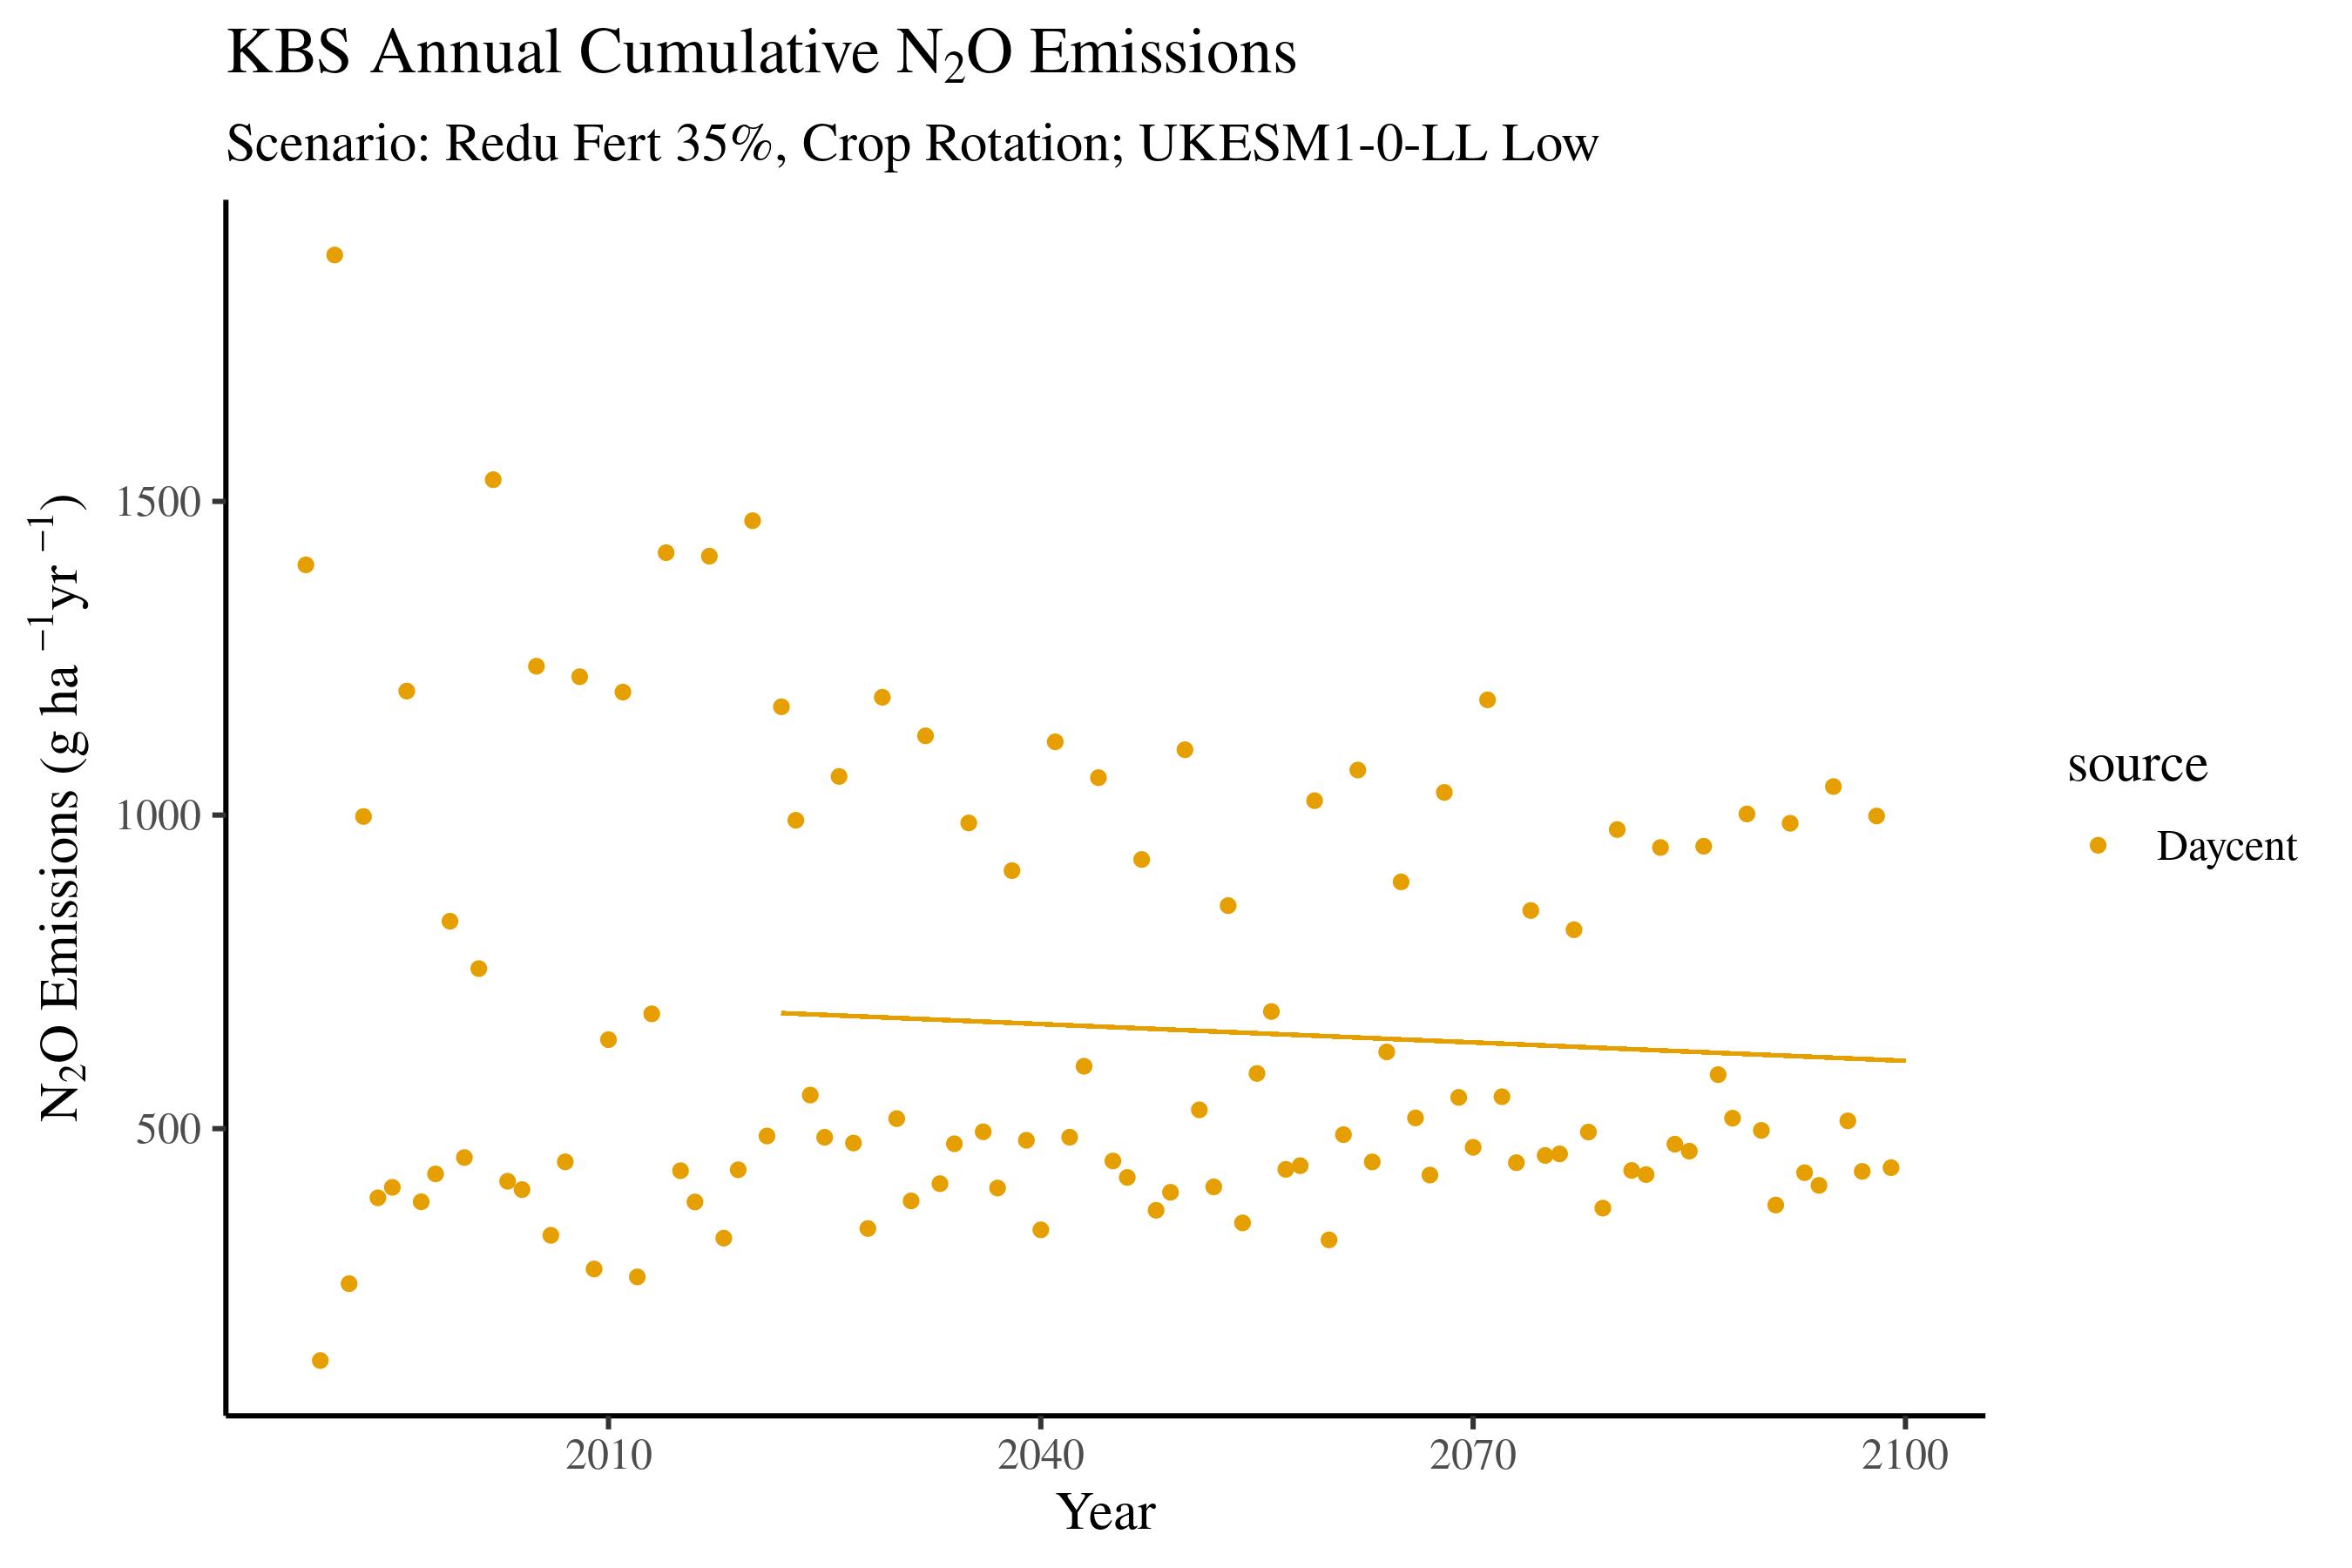 KBS Annual Cumulative N₂O Emissions
Scenario: Redu Fert 35%, Crop Rotation; UKESM1-0-LL Low
N₂O Emissions (g ha⁻¹yr⁻¹)
1500
1000
500
2010
2040
2070
2100
Year
source
Daycent